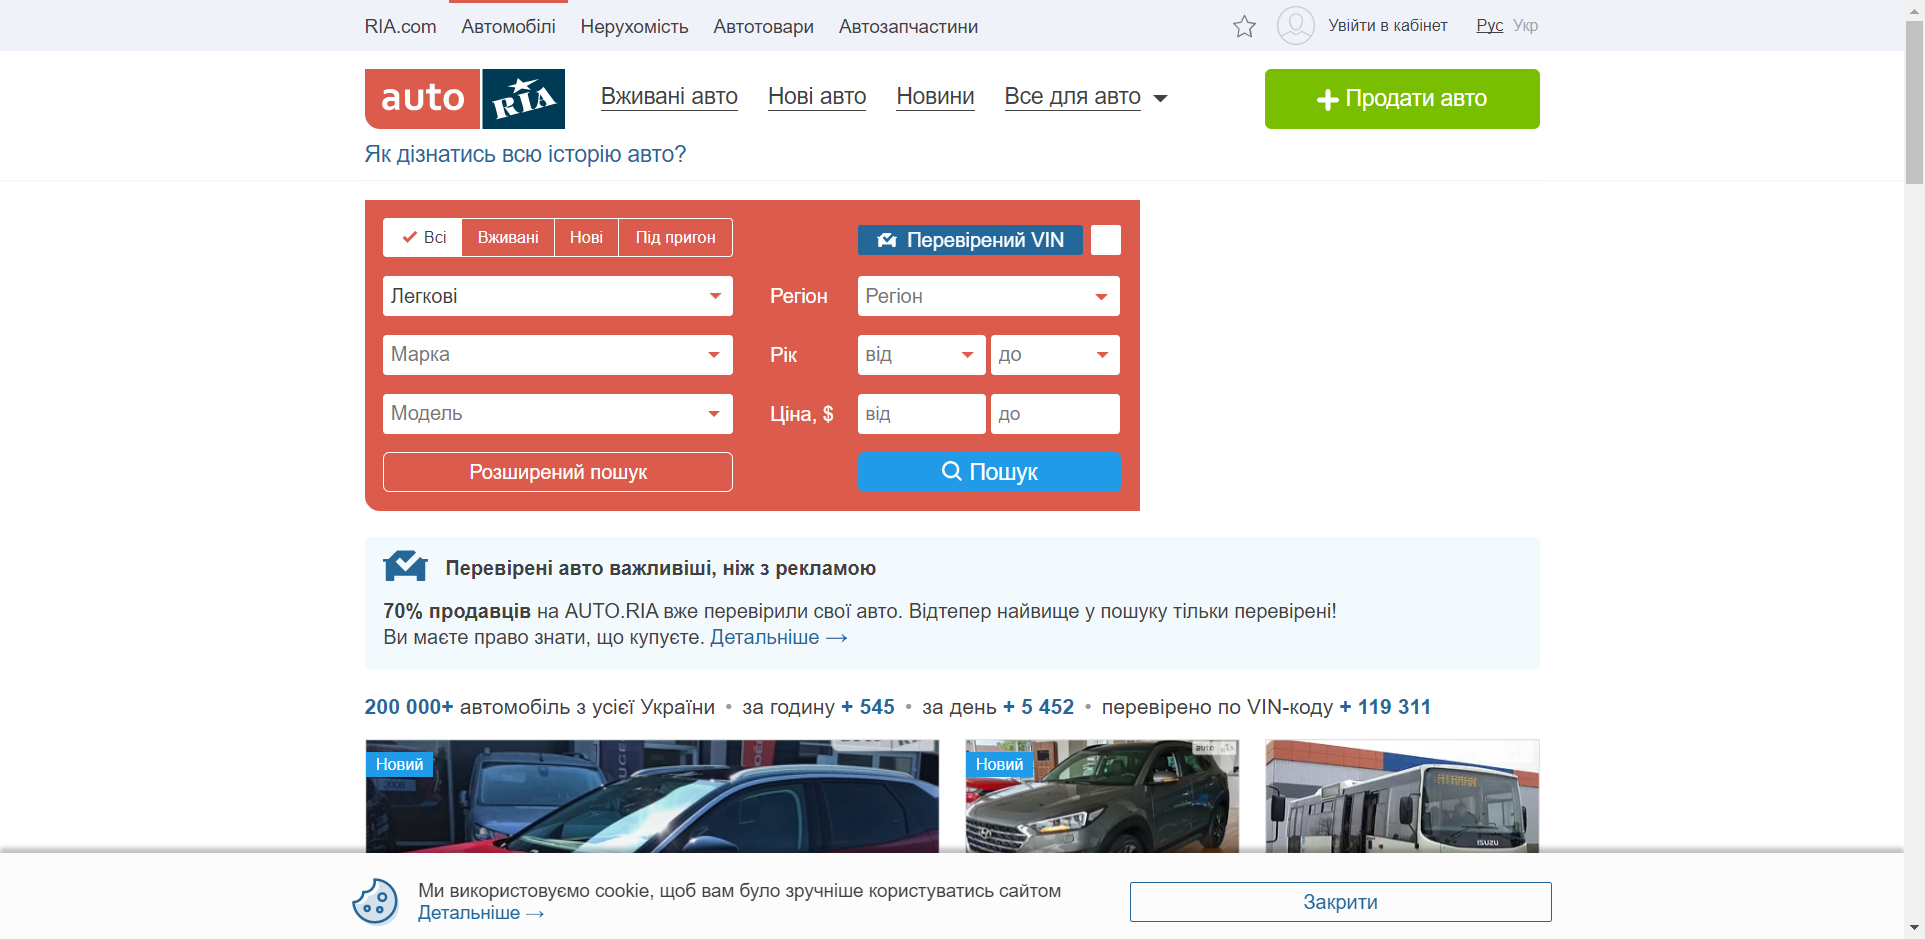 RIA.com Автомобілі Нерухомість Автотовари Автозапчастини Увійти в кабінет Рус Укр
auto RIA Вживані авто Нові авто Новини Все для авто Продати авто
Як дізнатись всю історію авто?
Всі Вживані Нові Під пригон Перевірений VIN
Легкові Регіон Регіон
Марка Рік від до
Модель Ціна, $ від до
Розширений пошук Пошук
Перевірені авто важливіші, ніж з рекламою
70% продавців на AUTO.RIA вже перевірили свої авто. Відтепер найвище у пошуку тільки перевірені!
Ви маєте право знати, що купуєте. Детальніше →
200 000+ автомобіль з усієї України • за годину + 545 • за день + 5 452 • перевірено по VIN-коду + 119 311
Новий Новий auto RIA
2008
ATAMAN
ISUZU
Ми використовуємо cookie, щоб вам було зручніше користуватись сайтом
Детальніше →
Закрити